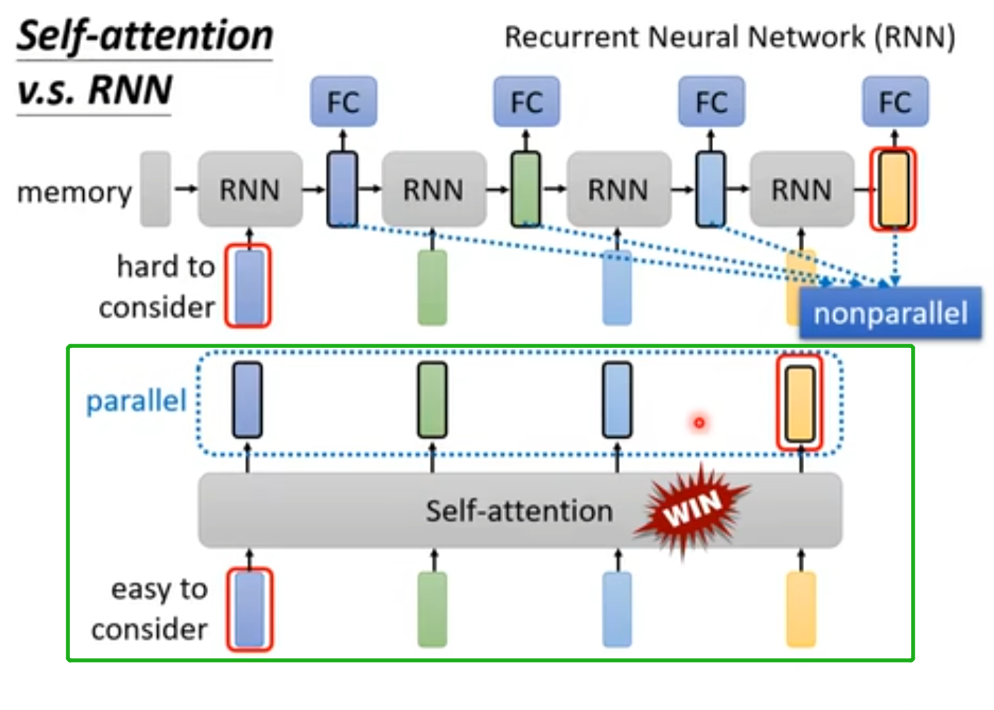 Self-attention
v.s. RNN
Recurrent Neural Network (RNN)
FC
FC
FC
FC
memory
RNN
RNN
RNN
RNN
hard to
consider
nonparallel
parallel
Self-attention
WIN
easy to
consider